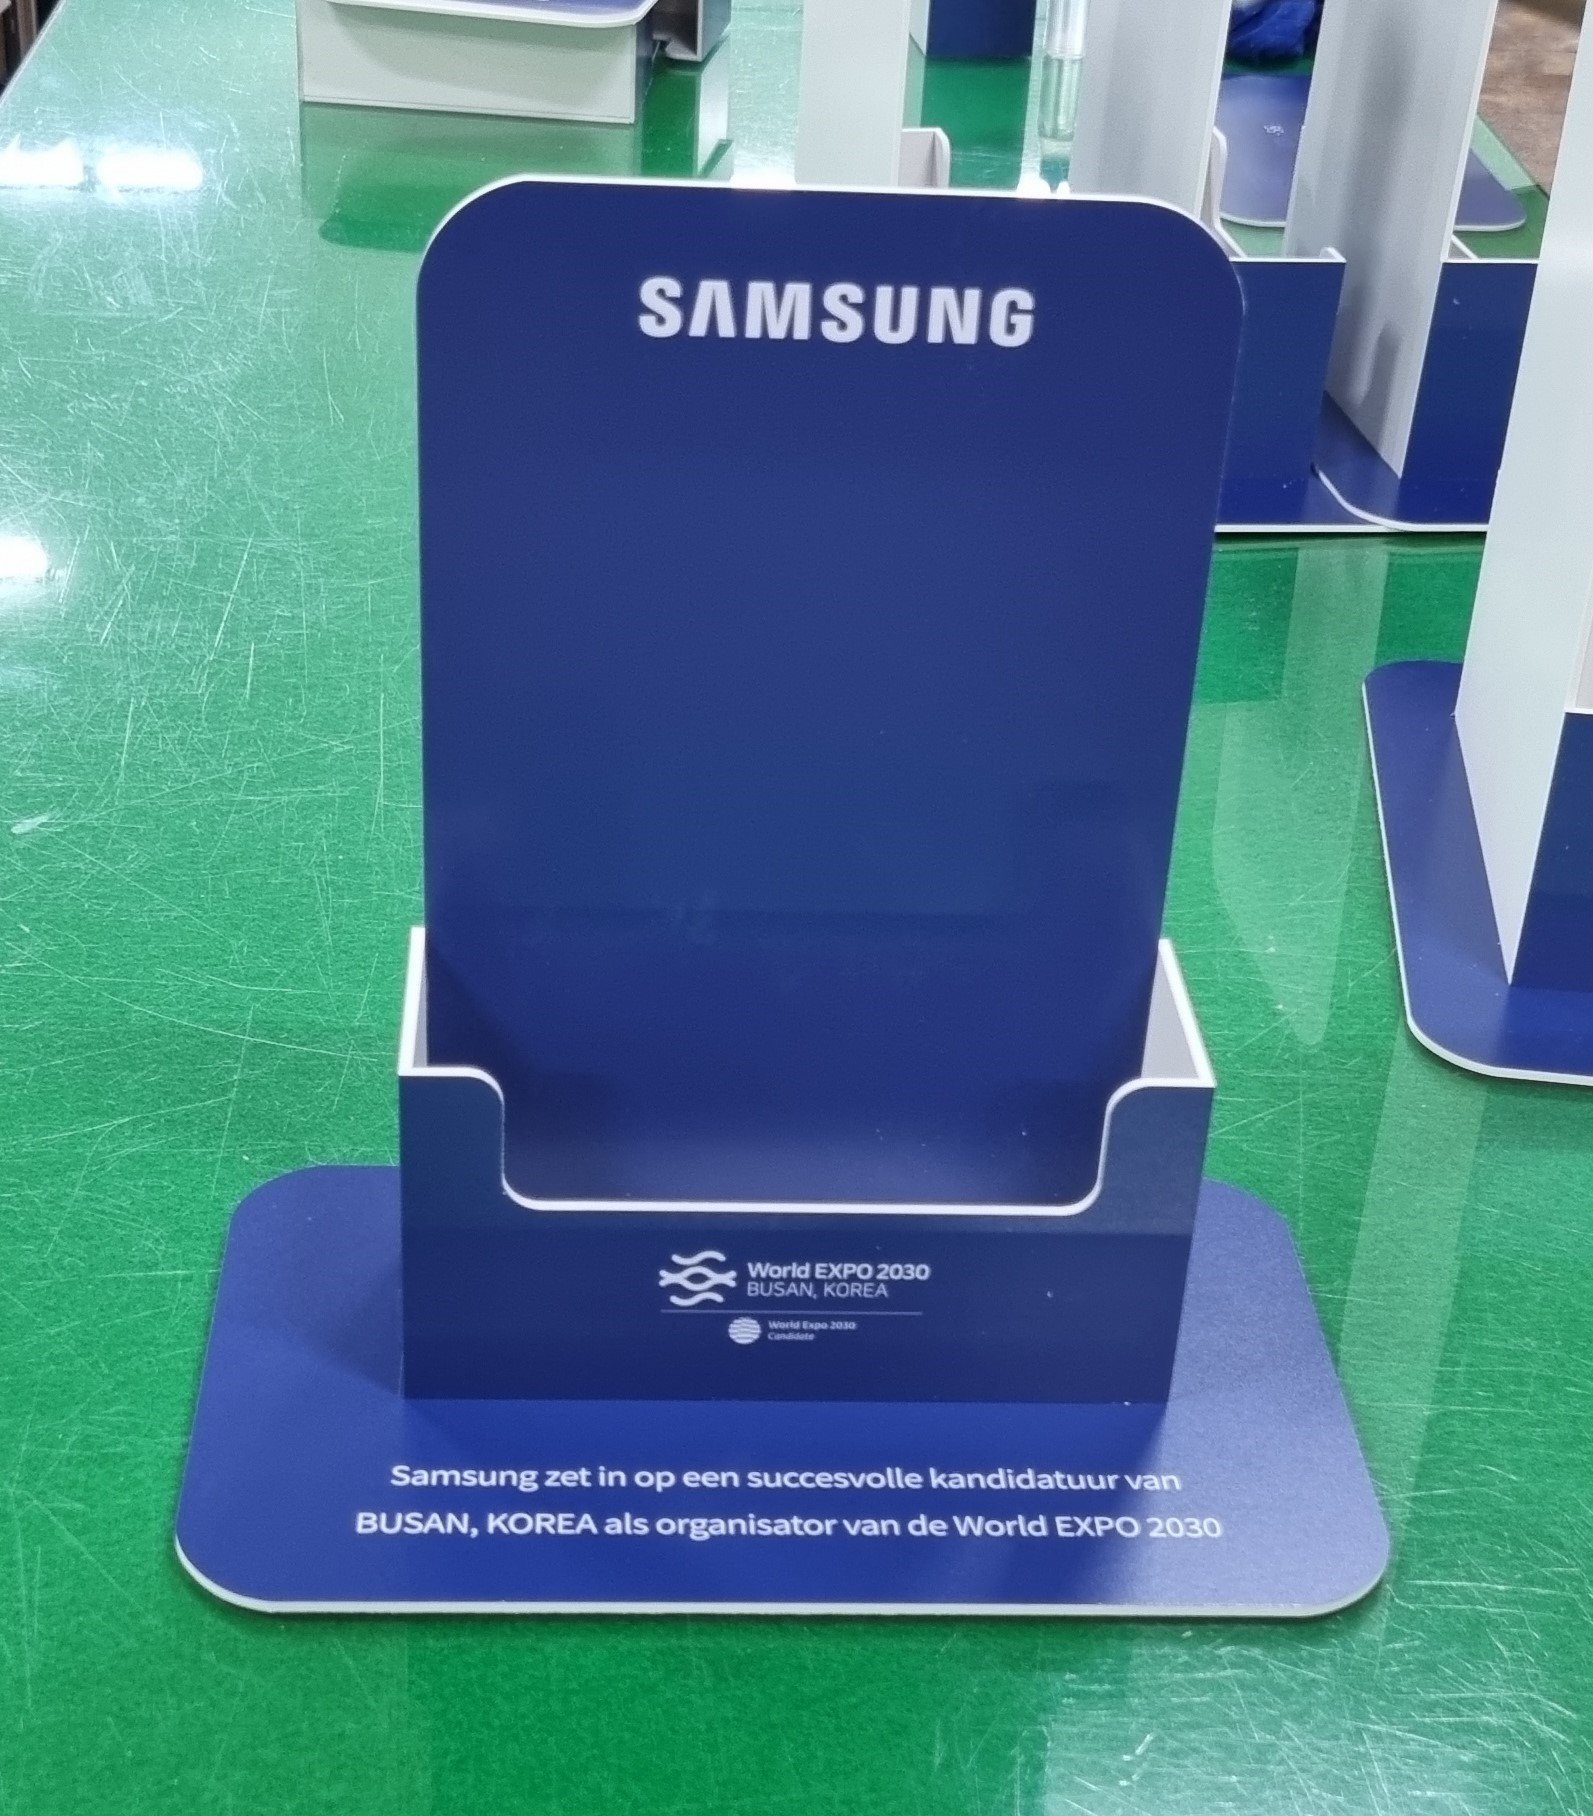 SAMSUNG
World EXPO 2030
BUSAN, KOREA
World Expo 2030
Candidate
Samsung zet in op een succesvolle kandidatuur van
BUSAN, KOREA als organisator van de World EXPO 2030